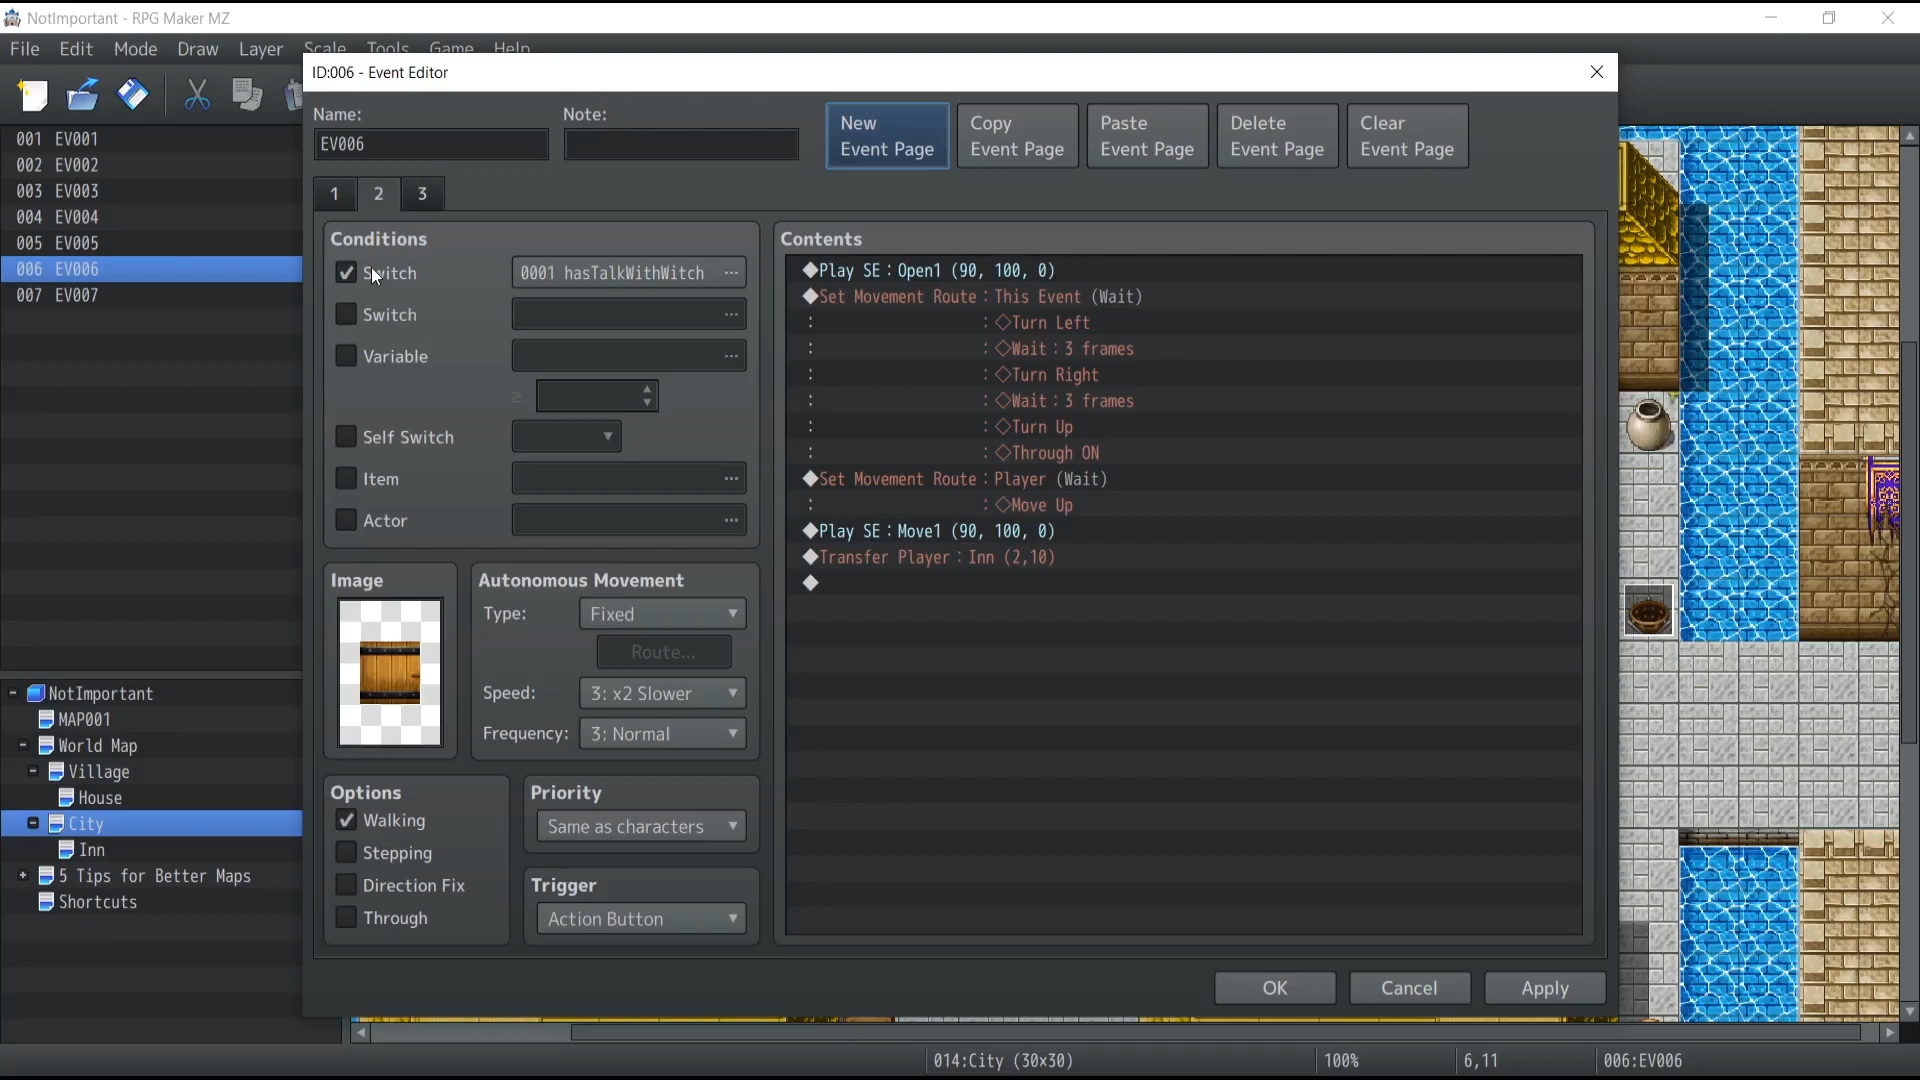 NotImportant - RPG Maker MZ
File Edit Mode Draw Layer Scale Tools Game Help
ID:006 - Event Editor
Name:
Note:
EV006
New
Event Page
Copy
Event Page
Paste
Event Page
Delete
Event Page
Clear
Event Page
001 EV001
002 EV002
003 EV003
004 EV004
005 EV005
006 EV006
007 EV007
1 2 3
Conditions
Switch 0001 hasTalkWithWitch ...
Switch ...
Variable ...
≥
Self Switch
Item ...
Actor ...
Image
Autonomous Movement
Type: Fixed
Route...
Speed: 3: x2 Slower
Frequency: 3: Normal
Options
Walking
Stepping
Direction Fix
Through
Priority
Same as characters
Trigger
Action Button
Contents
◆Play SE : Open1 (90, 100, 0)
◆Set Movement Route : This Event (Wait)
: : ◇Turn Left
: : ◇Wait : 3 frames
: : ◇Turn Right
: : ◇Wait : 3 frames
: : ◇Turn Up
: : ◇Through ON
◆Set Movement Route : Player (Wait)
: : ◇Move Up
◆Play SE : Move1 (90, 100, 0)
◆Transfer Player : Inn (2,10)
◆
NotImportant
MAP001
World Map
Village
House
City
Inn
5 Tips for Better Maps
Shortcuts
OK
Cancel
Apply
014:City (30x30)
100%
6,11
006:EV006